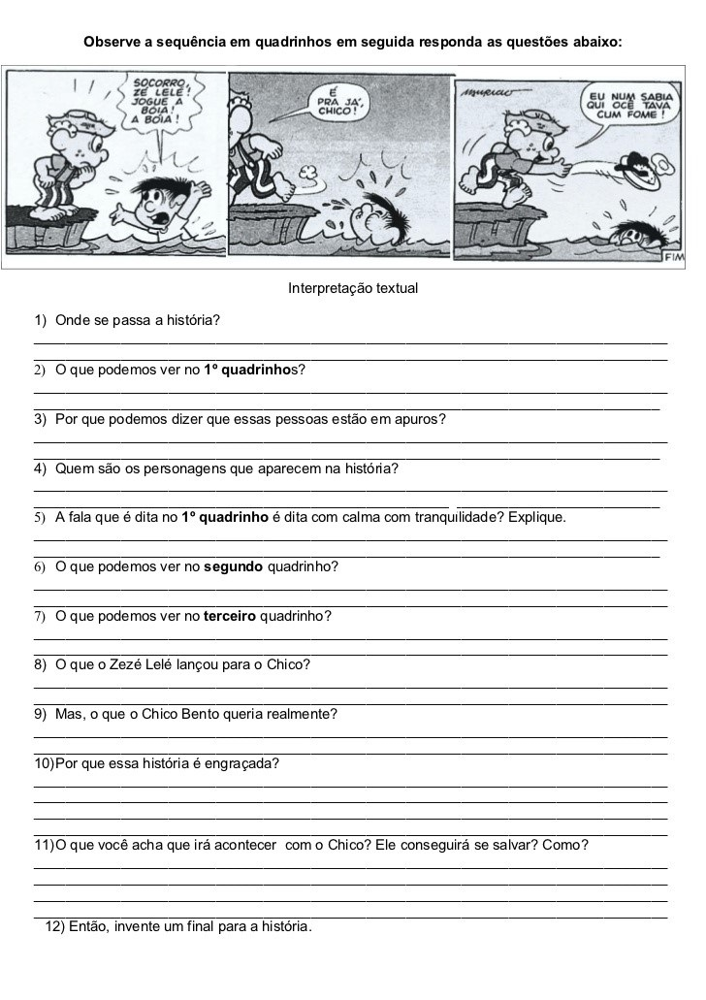 Observe a sequência em quadrinhos em seguida responda as questões abaixo:
SOCORRO,
ZÉ LELÉ!
JOGUE A
BOIA!
A BOIA!
É
PRA JÁ,
CHICO!
MAURICIO
EU NUM SABIA
QUI OCÊ TAVA
CUM FOME!
FIM
Interpretação textual
1) Onde se passa a história?
2) O que podemos ver no 1º quadrinhos?
3) Por que podemos dizer que essas pessoas estão em apuros?
4) Quem são os personagens que aparecem na história?
5) A fala que é dita no 1º quadrinho é dita com calma com tranquilidade? Explique.
6) O que podemos ver no segundo quadrinho?
7) O que podemos ver no terceiro quadrinho?
8) O que o Zezé Lelé lançou para o Chico?
9) Mas, o que o Chico Bento queria realmente?
10)Por que essa história é engraçada?
11)O que você acha que irá acontecer com o Chico? Ele conseguirá se salvar? Como?
12) Então, invente um final para a história.